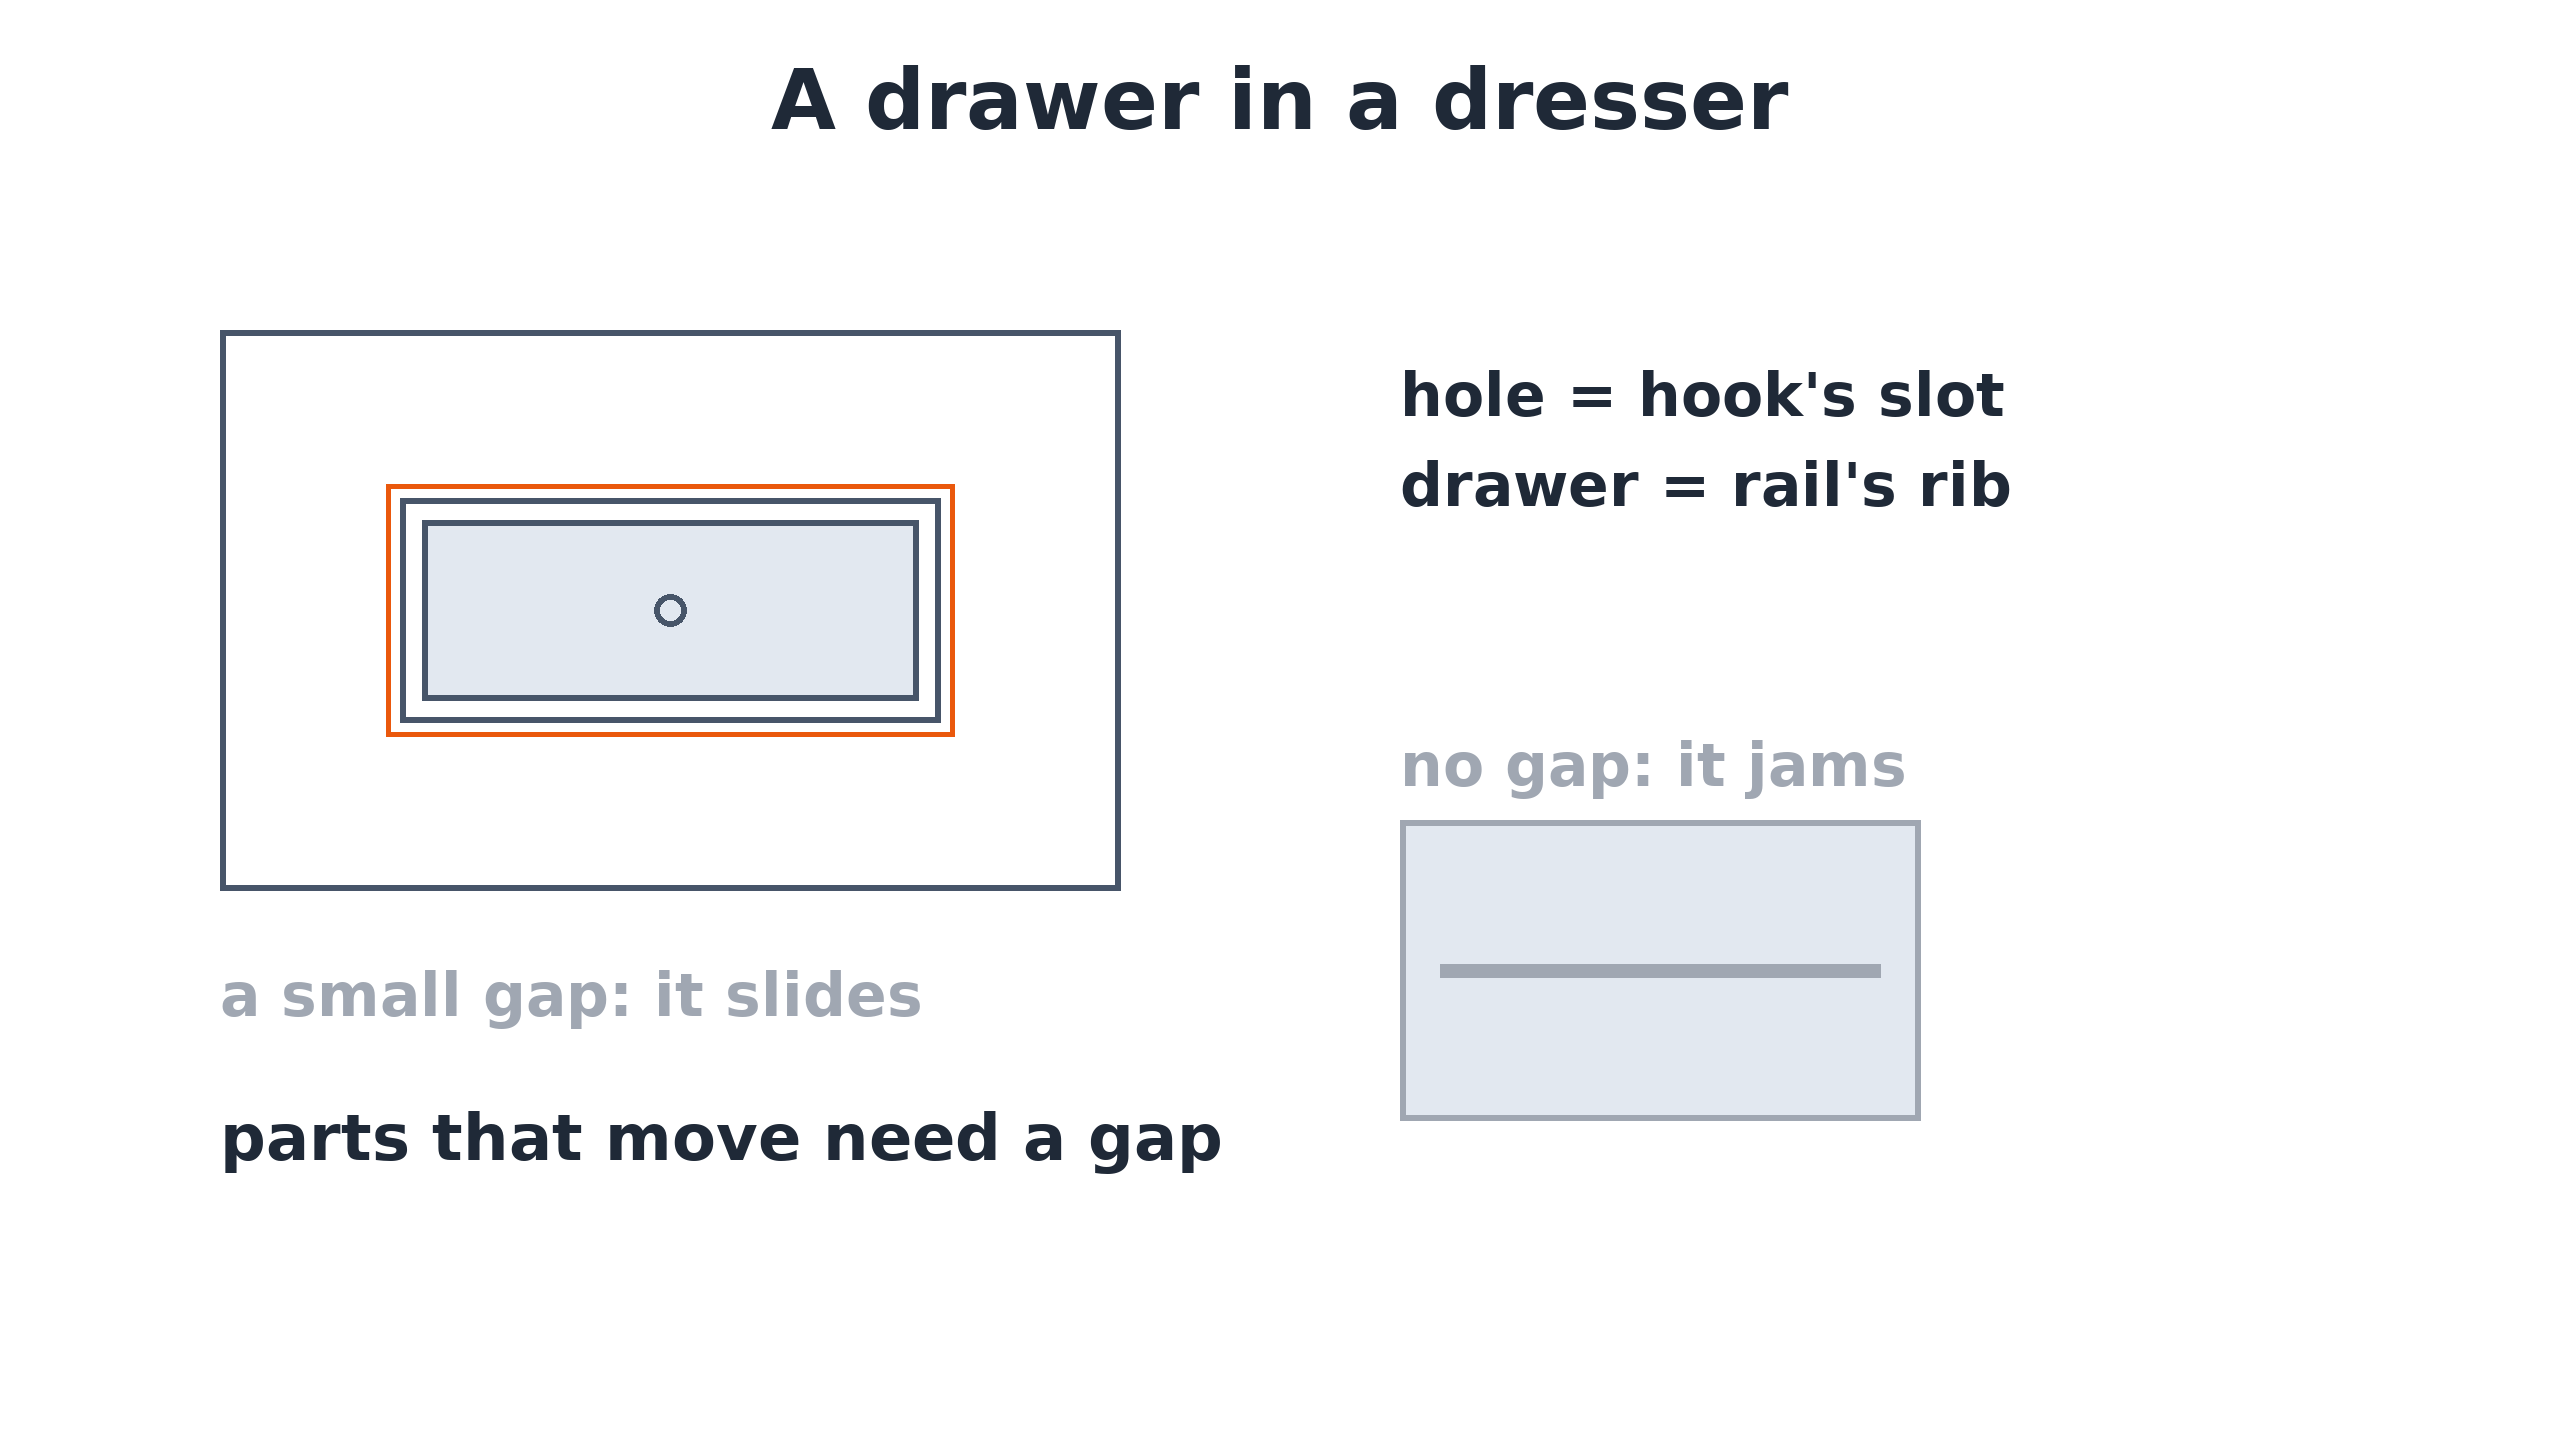 A drawer in a dresser
hole = hook's slot
drawer = rail's rib
no gap: it jams
a small gap: it slides
parts that move need a gap